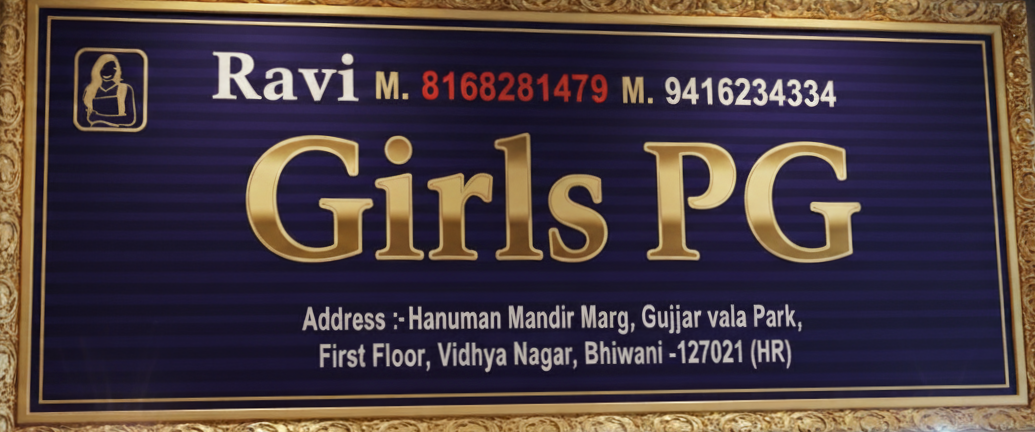 Ravi M. 8168281479 M. 9416234334
Girls PG
Address :- Hanuman Mandir Marg, Gujjar vala Park,
First Floor, Vidhya Nagar, Bhiwani -127021 (HR)